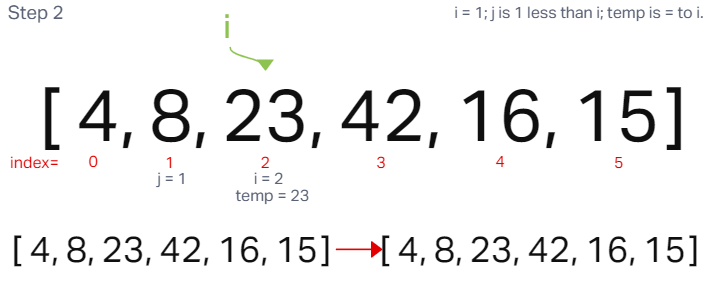 Step 2
i = 1; j is 1 less than i; temp is = to i.
i
[ 4, 8, 23, 42, 16, 15 ]
index= 0 1 2 3 4 5
j = 1 i = 2
temp = 23
[ 4, 8, 23, 42, 16, 15 ] [ 4, 8, 23, 42, 16, 15 ]